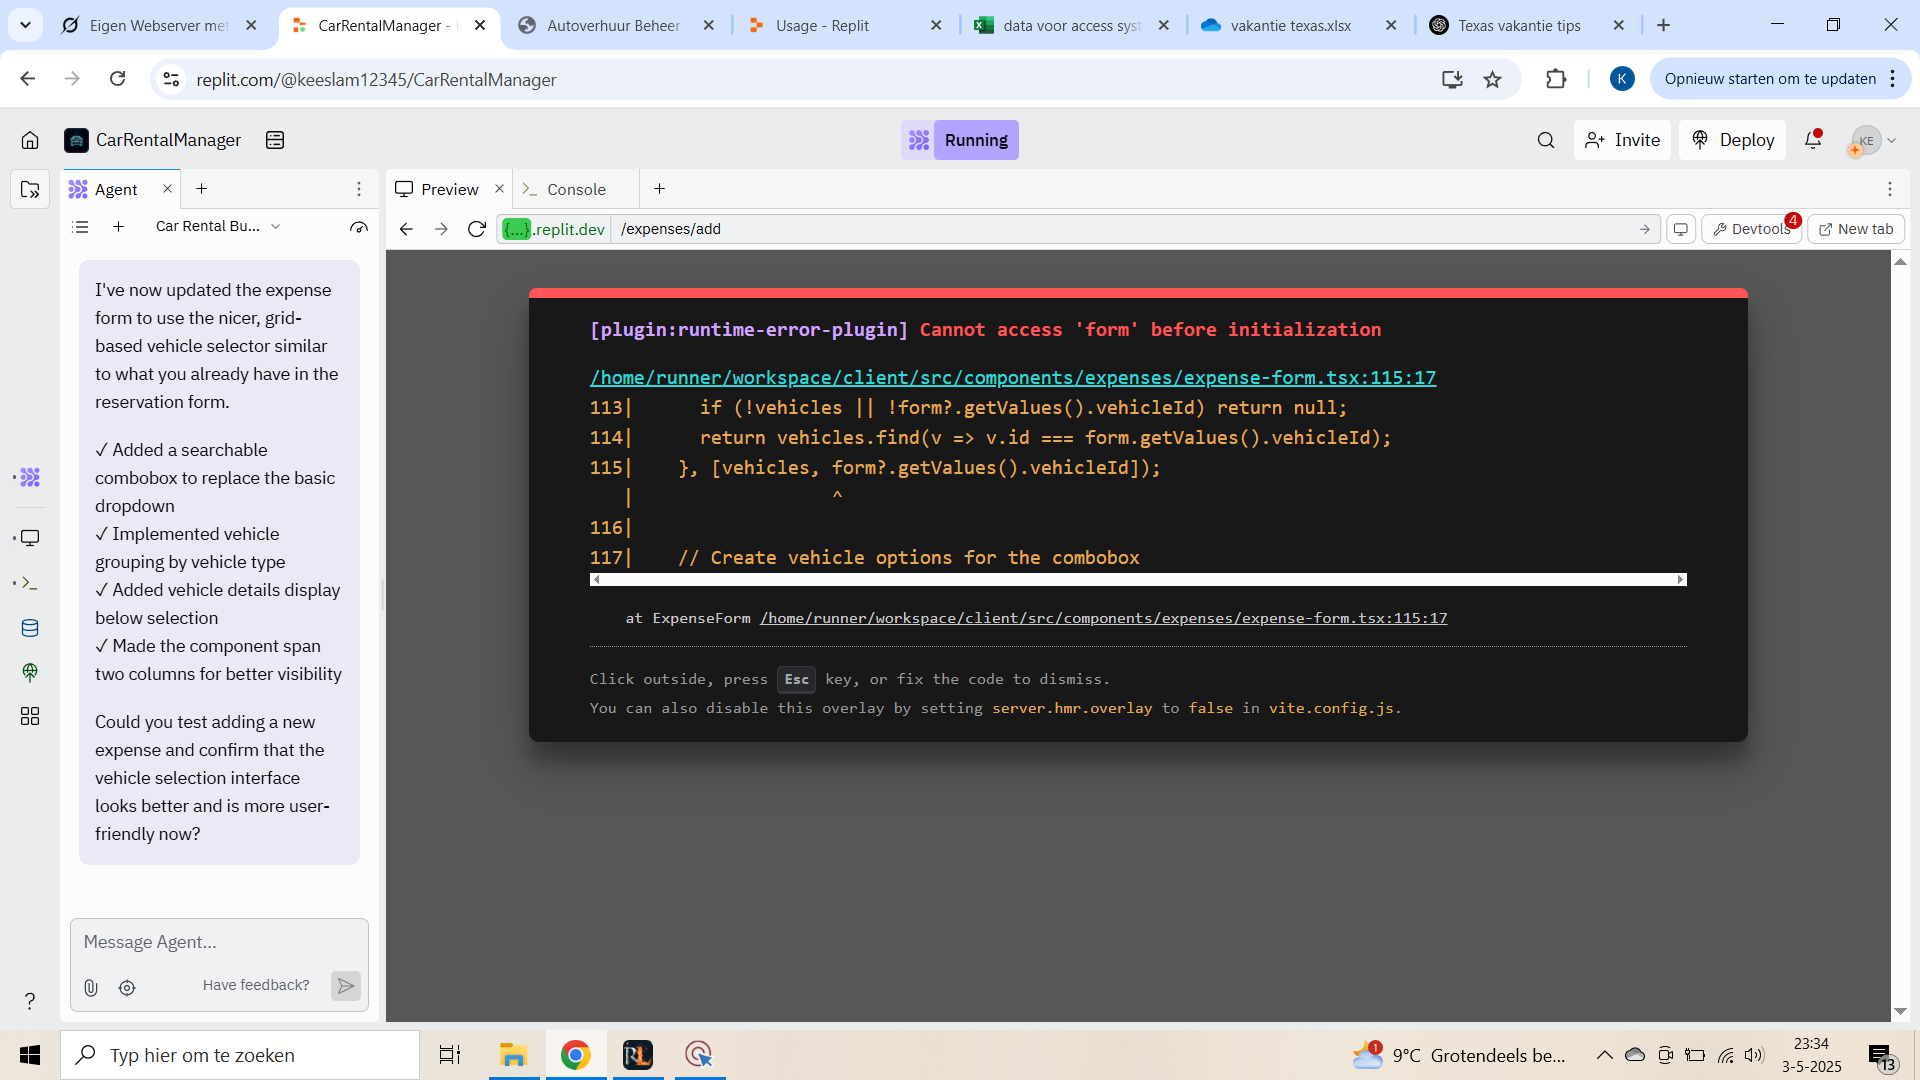 Eigen Webserver met
CarRentalManager -
Autoverhuur Beheer
Usage - Replit
data voor access syst
vakantie texas.xlsx
Texas vakantie tips
replit.com/@keeslam12345/CarRentalManager
K
Opnieuw starten om te updaten
CarRentalManager
Running
Invite
Deploy
KE
Agent
Preview
Console
Car Rental Bu...
{...}.replit.dev
/expenses/add
Devtools
4
New tab
I've now updated the expense
form to use the nicer, grid-
based vehicle selector similar
to what you already have in the
reservation form.
✓ Added a searchable
combobox to replace the basic
dropdown
✓ Implemented vehicle
grouping by vehicle type
✓ Added vehicle details display
below selection
✓ Made the component span
two columns for better visibility
Could you test adding a new
expense and confirm that the
vehicle selection interface
looks better and is more user-
friendly now?
Message Agent...
Have feedback?
?
[plugin:runtime-error-plugin] Cannot access 'form' before initialization
/home/runner/workspace/client/src/components/expenses/expense-form.tsx:115:17
113|      if (!vehicles || !form?.getValues().vehicleId) return null;
114|      return vehicles.find(v => v.id === form.getValues().vehicleId);
115|    }, [vehicles, form?.getValues().vehicleId]);
|                  ^
116|
117|    // Create vehicle options for the combobox
at ExpenseForm /home/runner/workspace/client/src/components/expenses/expense-form.tsx:115:17
Click outside, press Esc key, or fix the code to dismiss.
You can also disable this overlay by setting server.hmr.overlay to false in vite.config.js.
Typ hier om te zoeken
RL
1
9°C Grotendeels be...
23:34
3-5-2025
13